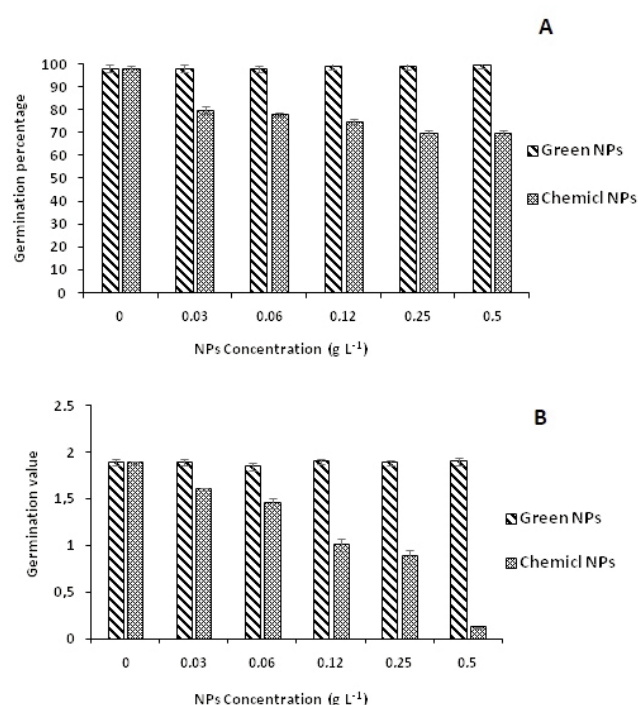 A
100
90
80
70
60
50
40
30
20
10
0
Germination percentage
0 0.03 0.06 0.12 0.25 0.5
NPs Concentration (g L⁻¹)
Green NPs
Chemicl NPs
B
2.5
2
1,5
1
0,5
0
Germination value
0 0.03 0.06 0.12 0.25 0.5
NPs Concentration (g L⁻¹)
Green NPs
Chemicl NPs